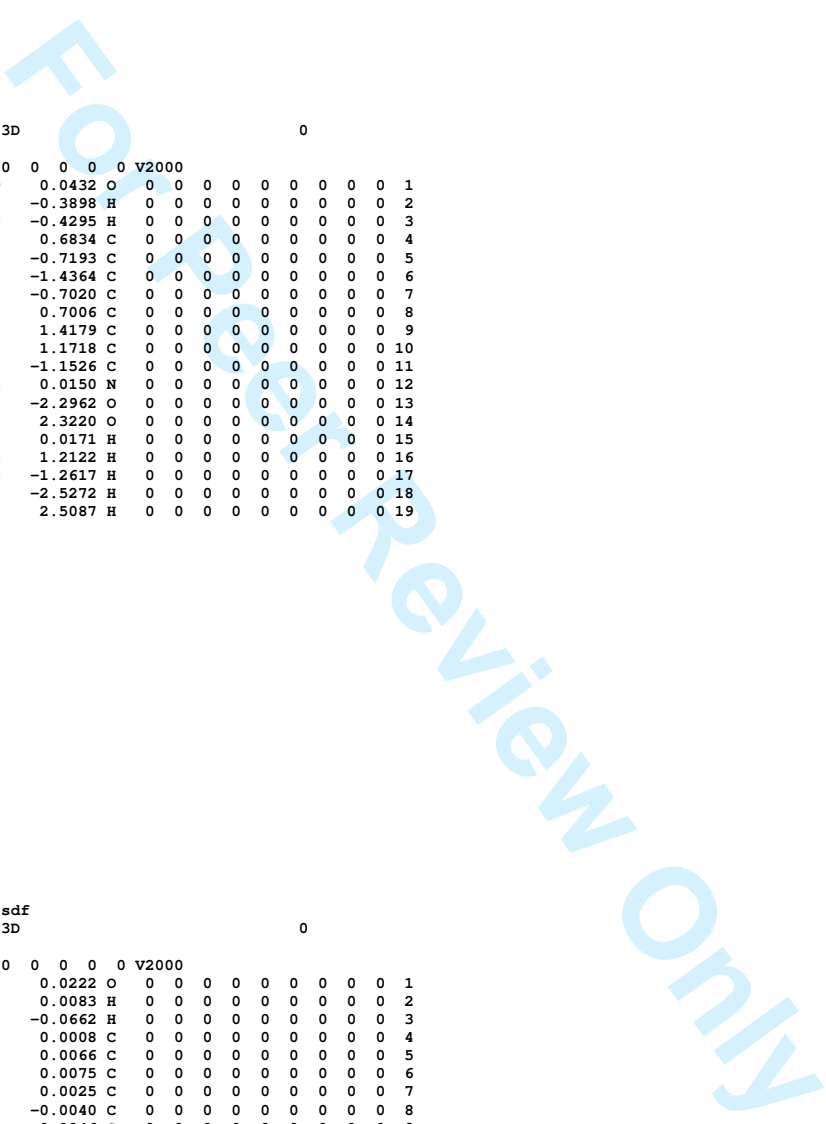 3D 0
0 0 0 0 0 V2000
0.0432 O 0 0 0 0 0 0 0 0 0 1
-0.3898 H 0 0 0 0 0 0 0 0 0 2
-0.4295 H 0 0 0 0 0 0 0 0 0 3
0.6834 C 0 0 0 0 0 0 0 0 0 4
-0.7193 C 0 0 0 0 0 0 0 0 0 5
-1.4364 C 0 0 0 0 0 0 0 0 0 6
-0.7020 C 0 0 0 0 0 0 0 0 0 7
0.7006 C 0 0 0 0 0 0 0 0 0 8
1.4179 C 0 0 0 0 0 0 0 0 0 9
1.1718 C 0 0 0 0 0 0 0 0 0 10
-1.1526 C 0 0 0 0 0 0 0 0 0 11
0.0150 N 0 0 0 0 0 0 0 0 0 12
-2.2962 O 0 0 0 0 0 0 0 0 0 13
2.3220 O 0 0 0 0 0 0 0 0 0 14
0.0171 H 0 0 0 0 0 0 0 0 0 15
1.2122 H 0 0 0 0 0 0 0 0 0 16
-1.2617 H 0 0 0 0 0 0 0 0 0 17
-2.5272 H 0 0 0 0 0 0 0 0 0 18
2.5087 H 0 0 0 0 0 0 0 0 0 19
sdf
3D 0
0 0 0 0 0 V2000
0.0222 O 0 0 0 0 0 0 0 0 0 1
0.0083 H 0 0 0 0 0 0 0 0 0 2
-0.0662 H 0 0 0 0 0 0 0 0 0 3
0.0008 C 0 0 0 0 0 0 0 0 0 4
0.0066 C 0 0 0 0 0 0 0 0 0 5
0.0075 C 0 0 0 0 0 0 0 0 0 6
0.0025 C 0 0 0 0 0 0 0 0 0 7
-0.0040 C 0 0 0 0 0 0 0 0 0 8
For Peer Review Only